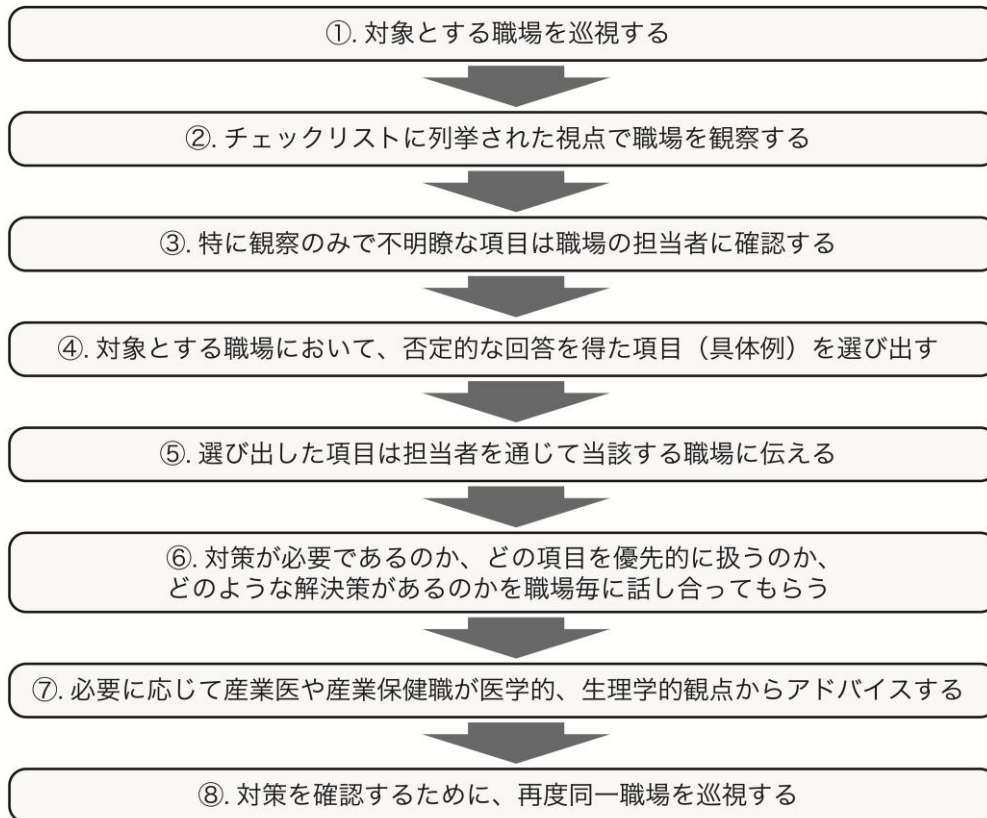 ①. 対象とする職場を巡視する
②. チェックリストに列挙された視点で職場を観察する
③. 特に観察のみで不明瞭な項目は職場の担当者に確認する
④. 対象とする職場において、否定的な回答を得た項目（具体例）を選び出す
⑤. 選び出した項目は担当者を通じて当該する職場に伝える
⑥. 対策が必要であるのか、どの項目を優先的に扱うのか、
どのような解決策があるのかを職場毎に話し合ってもらう
⑦. 必要に応じて産業医や産業保健職が医学的、生理学的観点からアドバイスする
⑧. 対策を確認するために、再度同一職場を巡視する